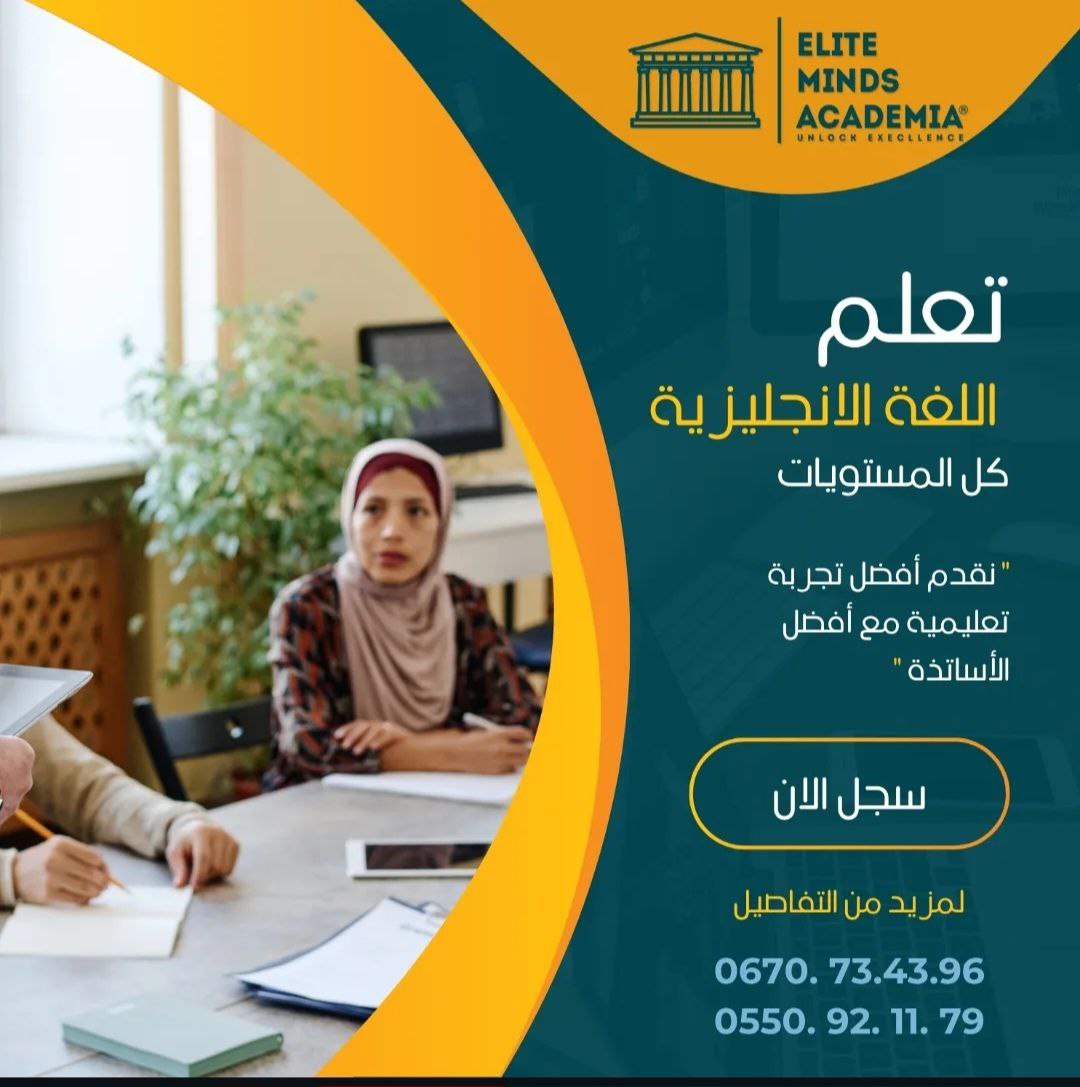 ELITE
MINDS
ACADEMIA®
UNLOCK EXECLLENCE
تعلم
اللغة الانجليزية
كل المستويات
" نقدم أفضل تجربة
تعليمية مع أفضل
الأساتذة "
سجل الان
لمزيد من التفاصيل
0670. 73.43.96
0550. 92. 11. 79